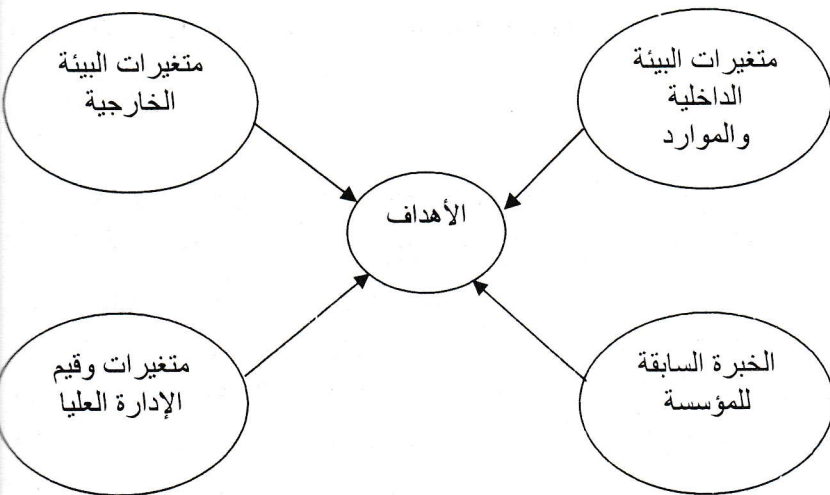 متغيرات البيئة
الداخلية
والموارد
متغيرات البيئة
الخارجية
الأهداف
الخبرة السابقة
للمؤسسة
متغيرات وقيم
الإدارة العليا